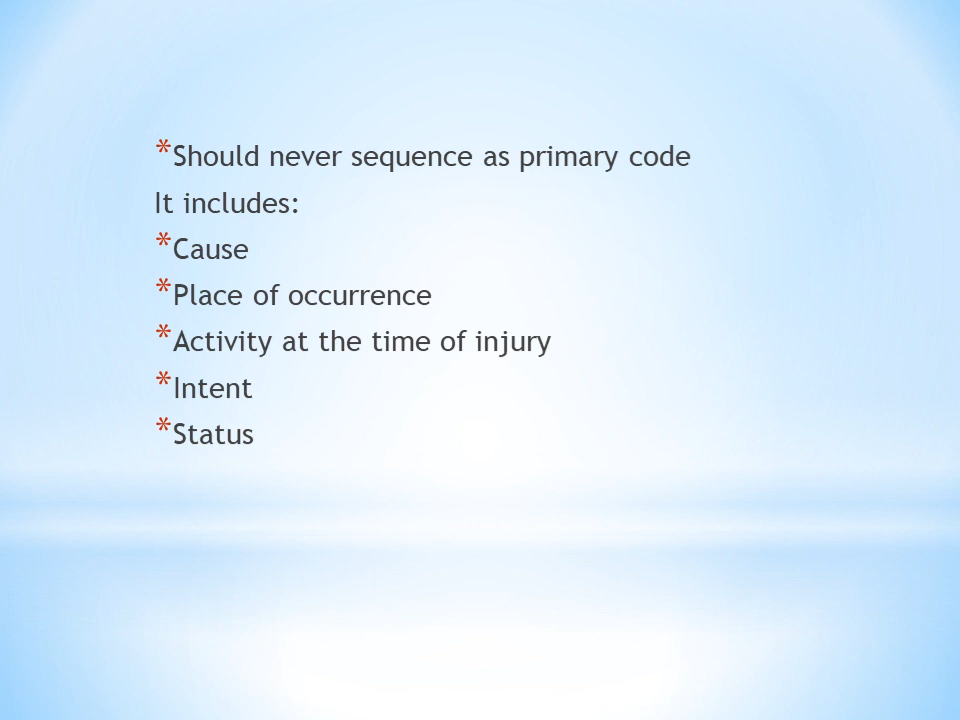 *Should never sequence as primary code
It includes:
*Cause
*Place of occurrence
*Activity at the time of injury
*Intent
*Status